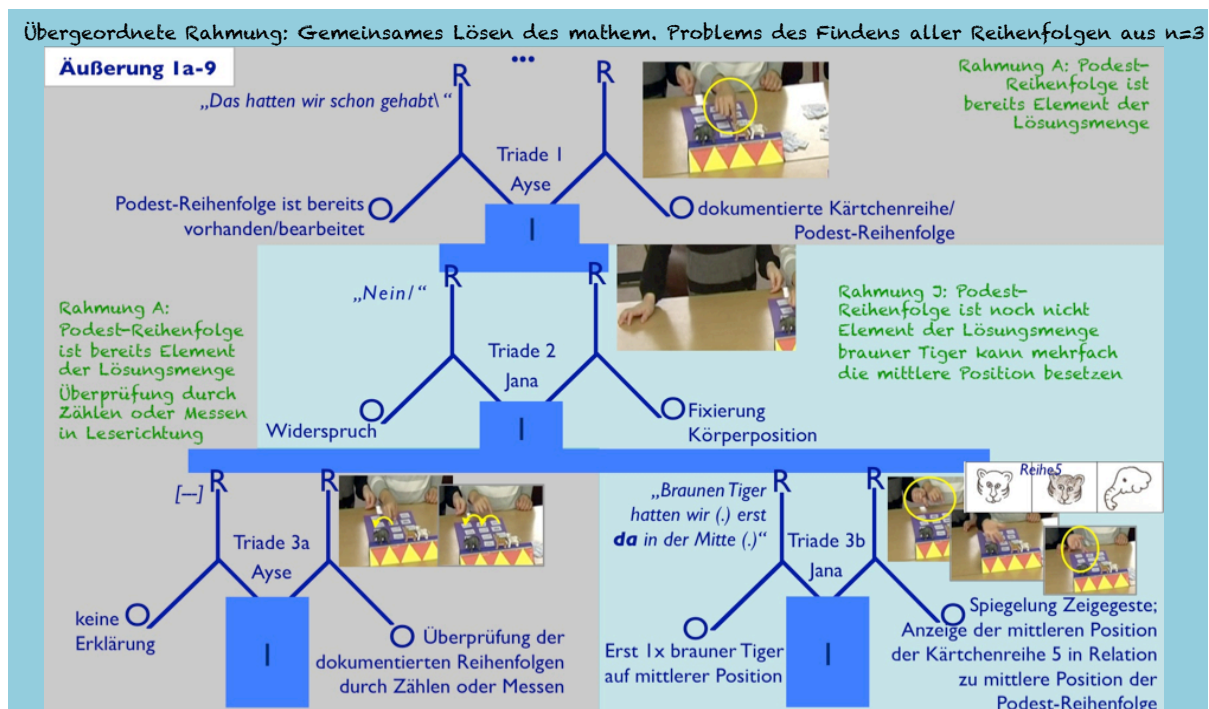 Übergeordnete Rahmung: Gemeinsames Lösen des mathem. Problems des Findens aller Reihenfolgen aus n=3
Äußerung 1a-9
...
R
R
„Das hatten wir schon gehabt\“
Rahmung A: Podest-
Reihenfolge ist
bereits Element der
Lösungsmenge
Triade 1
Ayse
Podest-Reihenfolge ist bereits
vorhanden/bearbeitet
O
O
dokumentierte Kärtchenreihe/
Podest-Reihenfolge
I
R
R
„Nein/“
Rahmung A:
Podest-Reihenfolge
ist bereits Element
der Lösungsmenge
Überprüfung durch
Zählen oder Messen
in Leserichtung
Rahmung J: Podest-
Reihenfolge ist noch nicht
Element der Lösungsmenge
brauner Tiger kann mehrfach
die mittlere Position besetzen
Triade 2
Jana
O
Widerspruch
O
Fixierung
Körperposition
I
[---]
R
R
Triade 3a
Ayse
O
keine
Erklärung
O
Überprüfung der
dokumentierten Reihenfolgen
durch Zählen oder Messen
I
„Braunen Tiger
hatten wir (.) erst
da in der Mitte (.)“
R
R
Reihe5
Triade 3b
Jana
O
Erst 1x brauner Tiger
auf mittlerer Position
O
Spiegelung Zeigegeste;
Anzeige der mittleren Position
der Kärtchenreihe 5 in Relation
zu mittlere Position der
Podest-Reihenfolge
I